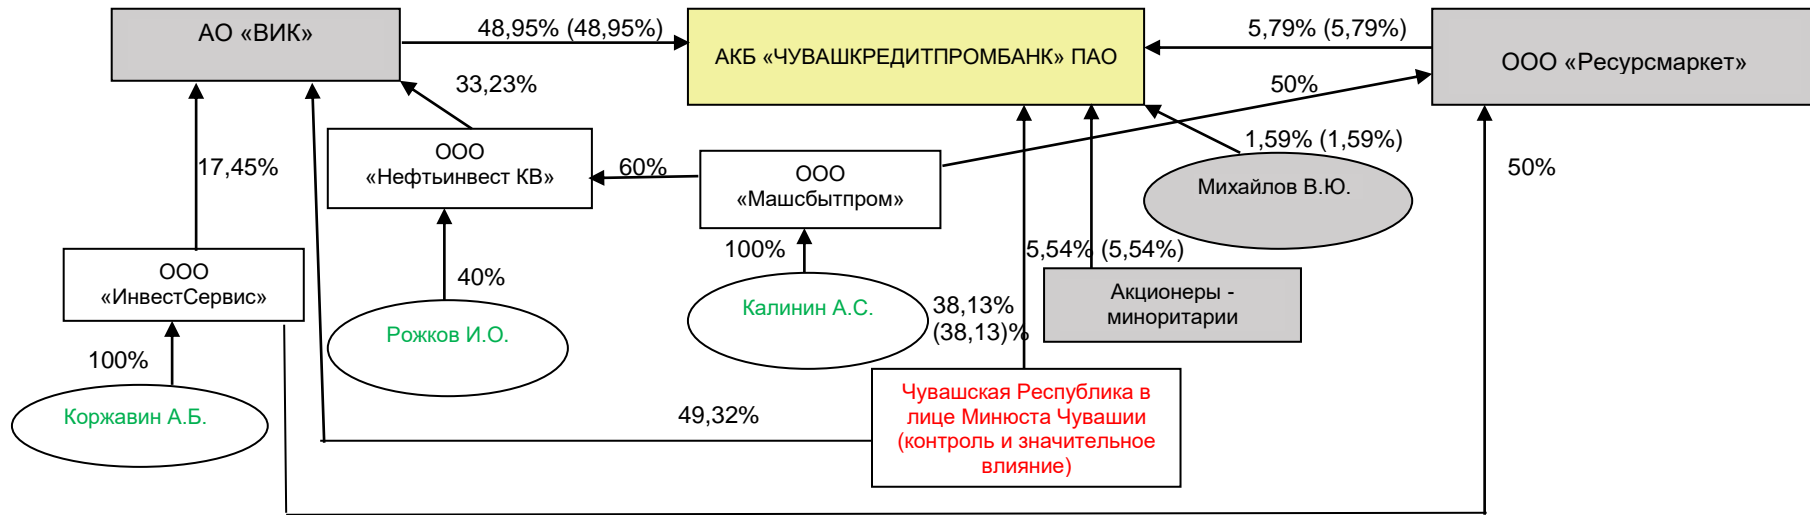 АО «ВИК»
48,95% (48,95%)
АКБ «ЧУВАШКРЕДИТПРОМБАНК» ПАО
5,79% (5,79%)
ООО «Ресурсмаркет»
33,23%
50%
17,45%
ООО
«Нефтьинвест КВ»
60%
ООО
«Машсбытпром»
1,59% (1,59%)
Михайлов В.Ю.
50%
ООО
«ИнвестСервис»
40%
100%
5,54% (5,54%)
Акционеры -
миноритарии
Рожков И.О.
Калинин А.С.
38,13%
(38,13)%
100%
Коржавин А.Б.
49,32%
Чувашская Республика в
лице Минюста Чувашии
(контроль и значительное
влияние)